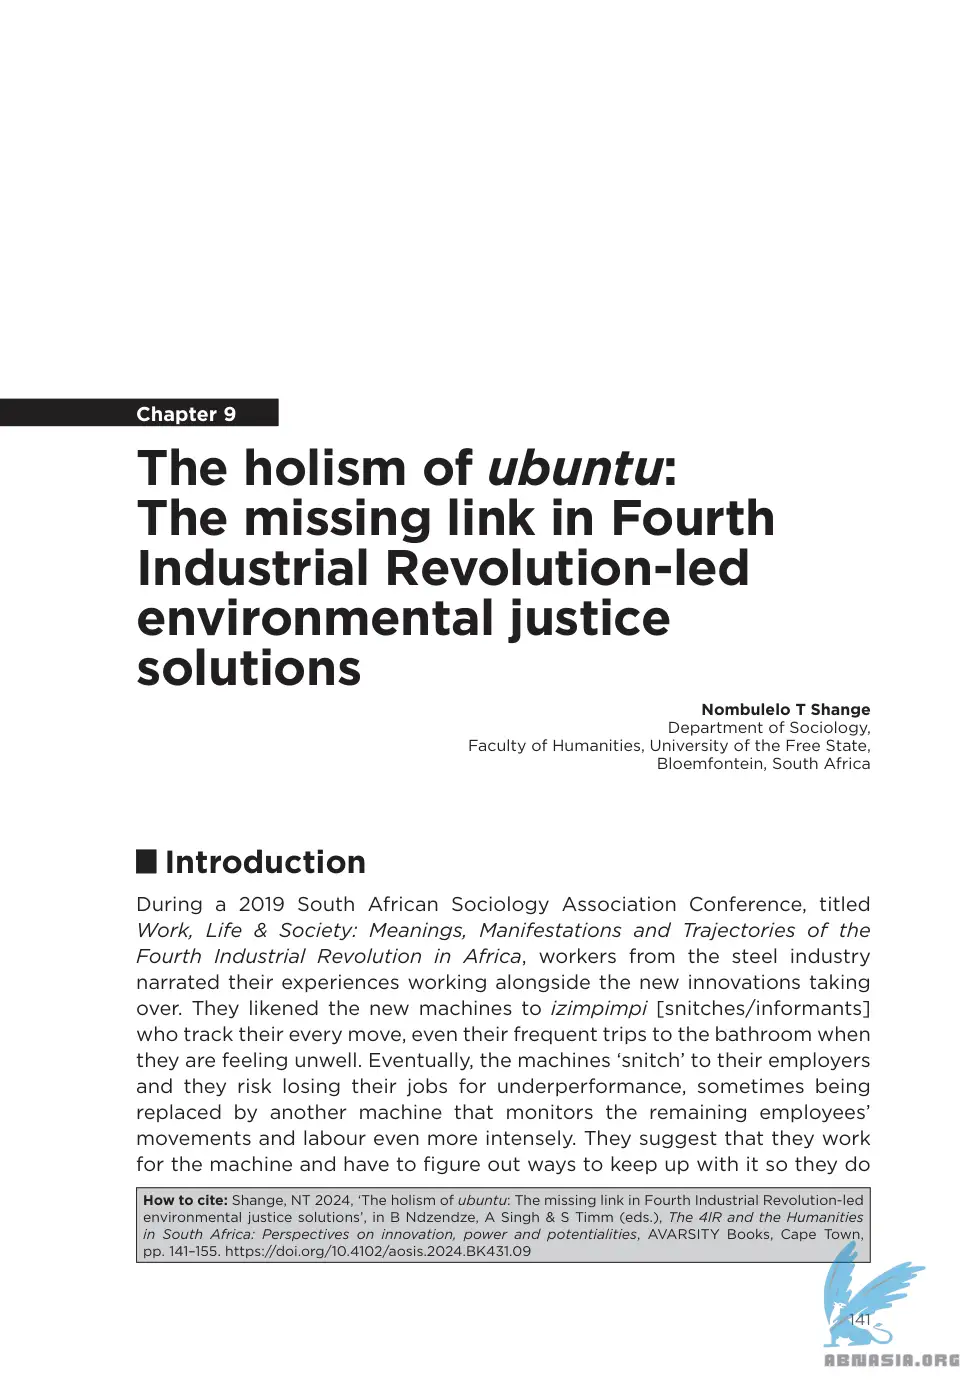 Chapter 9
The holism of ubuntu:
The missing link in Fourth
Industrial Revolution-led
environmental justice
solutions
Nombulelo T Shange
Department of Sociology,
Faculty of Humanities, University of the Free State,
Bloemfontein, South Africa
Introduction
During a 2019 South African Sociology Association Conference, titled
Work, Life & Society: Meanings, Manifestations and Trajectories of the
Fourth Industrial Revolution in Africa, workers from the steel industry
narrated their experiences working alongside the new innovations taking
over. They likened the new machines to izimpimpi [snitches/informants]
who track their every move, even their frequent trips to the bathroom when
they are feeling unwell. Eventually, the machines ‘snitch’ to their employers
and they risk losing their jobs for underperformance, sometimes being
replaced by another machine that monitors the remaining employees’
movements and labour even more intensely. They suggest that they work
for the machine and have to figure out ways to keep up with it so they do
How to cite: Shange, NT 2024, ‘The holism of ubuntu: The missing link in Fourth Industrial Revolution-led
environmental justice solutions’, in B Ndzendze, A Singh & S Timm (eds.), The 4IR and the Humanities
in South Africa: Perspectives on innovation, power and potentialities, AVARSITY Books, Cape Town,
pp. 141–155. https://doi.org/10.4102/aosis.2024.BK431.09
141
ABNASIA.ORG